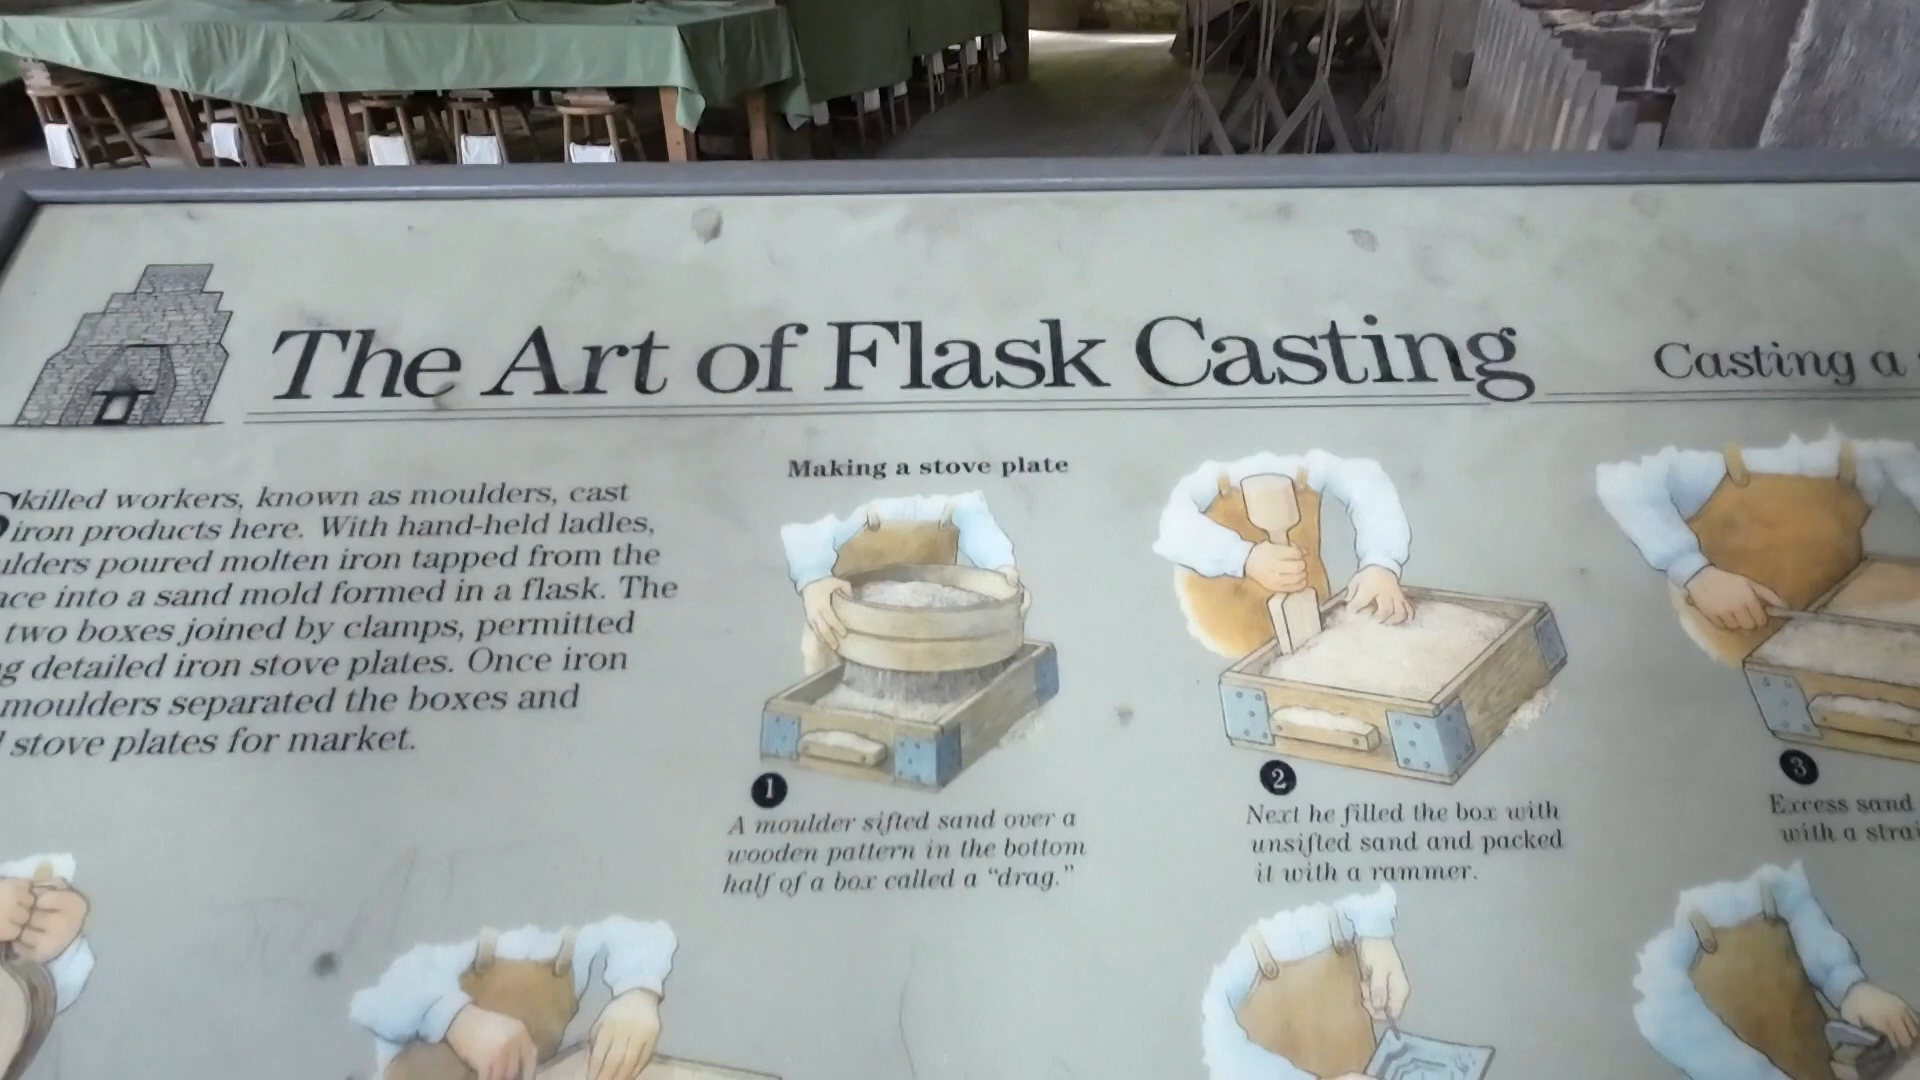 The Art of Flask Casting
Casting a
Skilled workers, known as moulders, cast
iron products here. With hand-held ladles,
poured molten iron tapped from the
into a sand mold formed in a flask. The
two boxes joined by clamps, permitted
detailed iron stove plates. Once iron
moulders separated the boxes and
stove plates for market.
Making a stove plate
1
A moulder sifted sand over a
wooden pattern in the bottom
half of a box called a “drag.”
2
Next he filled the box with
unsifted sand and packed
it with a rammer.
3
Excess sand
with a